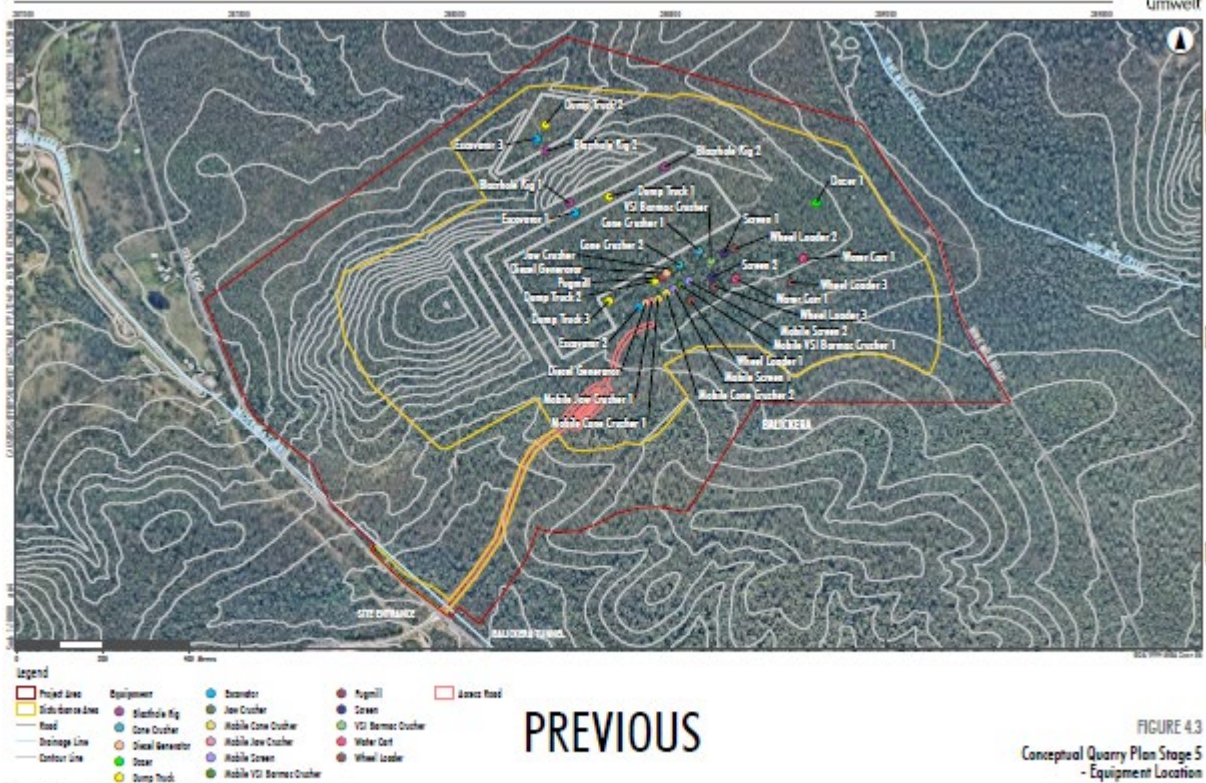 Umwelt
Dump Truck 2
Excavator 3
Blasthole Rig 2
Blasthole Rig 2
Blasthole Rig 1
Dump Truck 1
Dozer 1
Excavator 1
VSI Barmac Crusher
Cone Crusher 1
Screen 1
Cone Crusher 2
Wheel Loader 2
Jaw Crusher
Water Cart 1
Diesel Generator
Screen 2
Pugmill
Wheel Loader 3
Dump Truck 2
Water Cart 1
Dump Truck 3
Wheel Loader 3
Mobile Screen 2
Excavator 2
Mobile VSI Barmac Crusher 1
Wheel Loader 1
Diesel Generator
Mobile Screen 1
Mobile Jaw Crusher 1
Mobile Cone Crusher 2
Mobile Cone Crusher 1
BALICKERA
SITE ENTRANCE
BALICKERA TUNNEL
Legend
Project Area
Disturbance Area
Road
Drainage Line
Contour Line
Equipment
Blasthole Rig
Cone Crusher
Diesel Generator
Dozer
Dump Truck
Excavator
Jaw Crusher
Mobile Cone Crusher
Mobile Jaw Crusher
Mobile Screen
Mobile VSI Barmac Crusher
Pugmill
Screen
VSI Barmac Crusher
Water Cart
Wheel Loader
Access Road
PREVIOUS
FIGURE 4.3
Conceptual Quarry Plan Stage 5
- Equipment Location